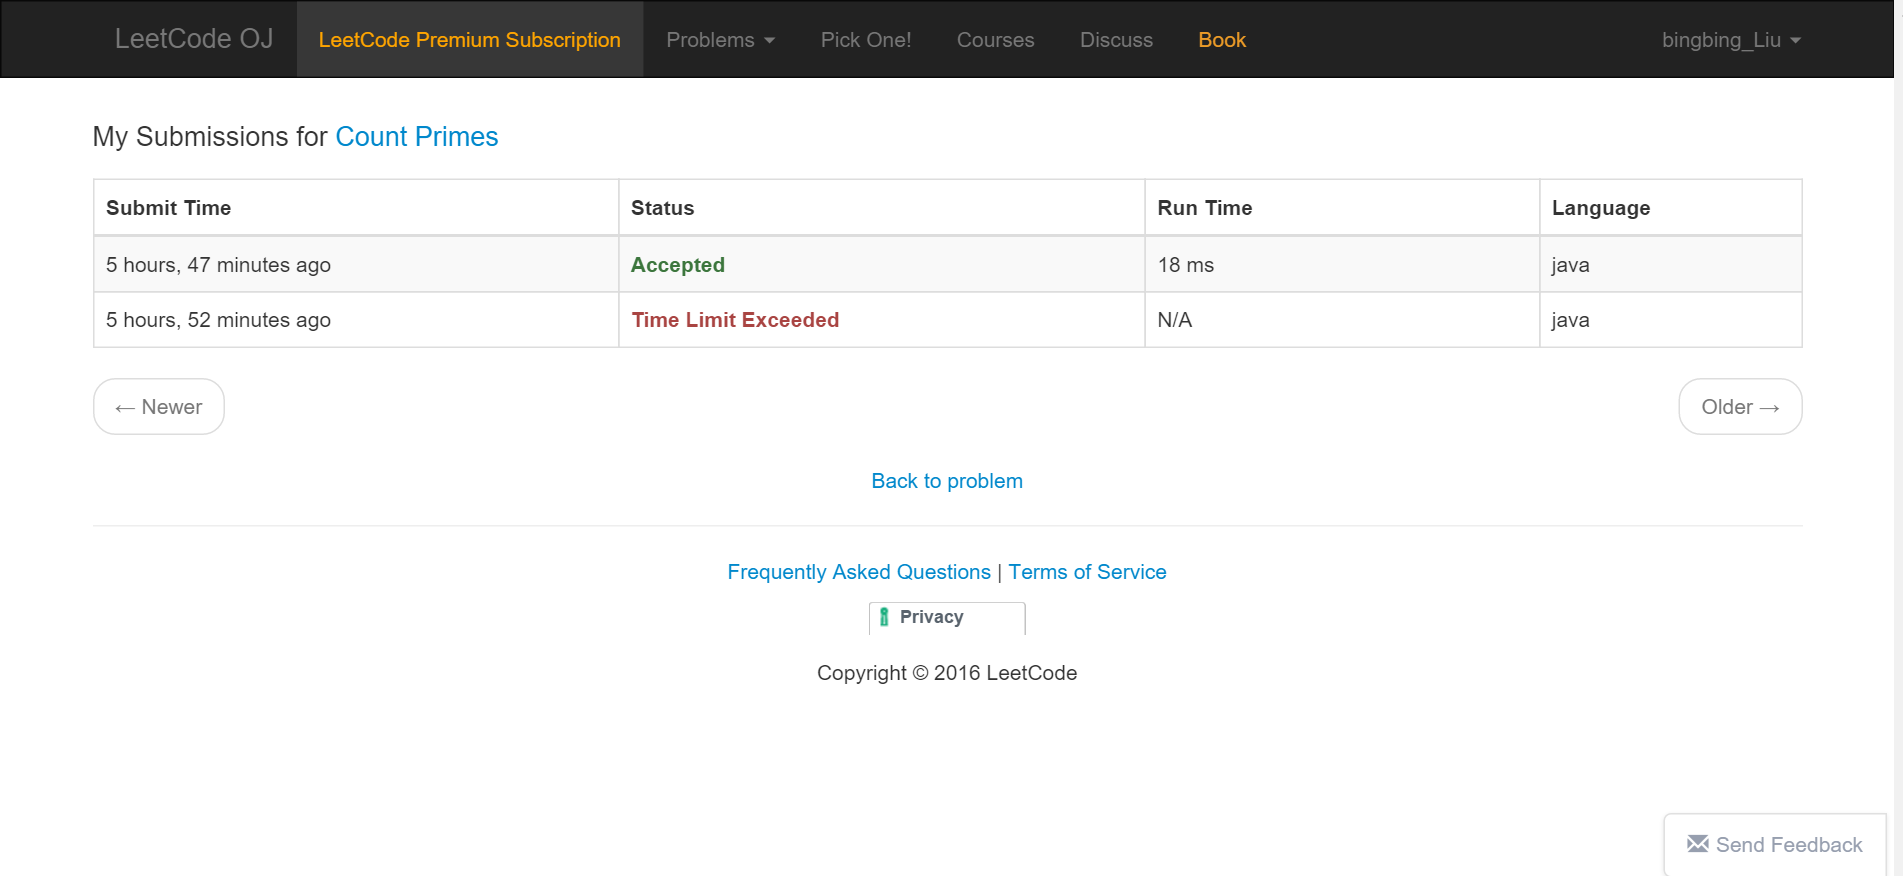 LeetCode OJ LeetCode Premium Subscription Problems Pick One! Courses Discuss Book bingbing_Liu
My Submissions for Count Primes
Submit Time Status Run Time Language
5 hours, 47 minutes ago Accepted 18 ms java
5 hours, 52 minutes ago Time Limit Exceeded N/A java
← Newer Older →
Back to problem
Frequently Asked Questions | Terms of Service
Privacy
Copyright © 2016 LeetCode
Send Feedback